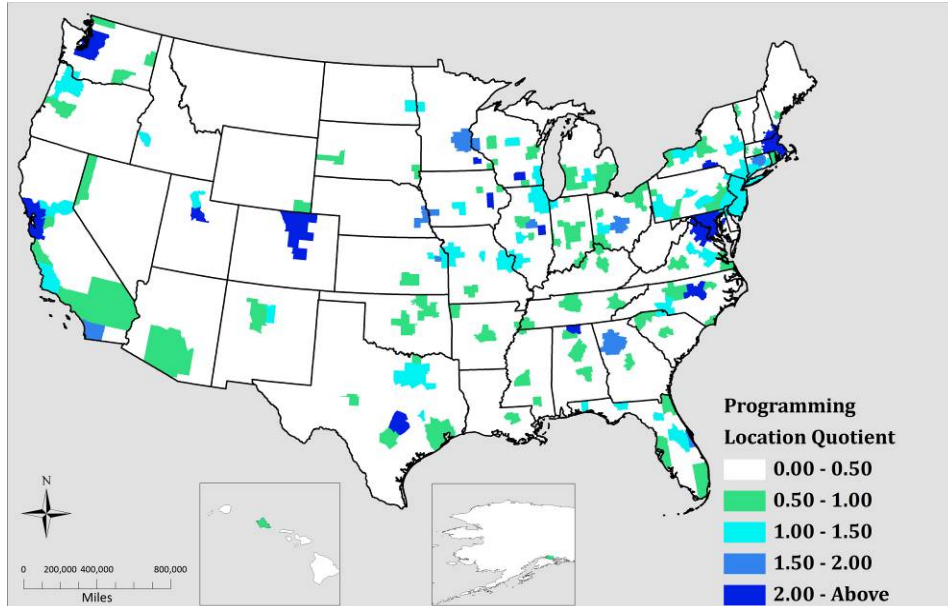 Programming
Location Quotient
0.00 - 0.50
0.50 - 1.00
1.00 - 1.50
1.50 - 2.00
2.00 - Above
N
0 200,000 400,000 800,000
Miles